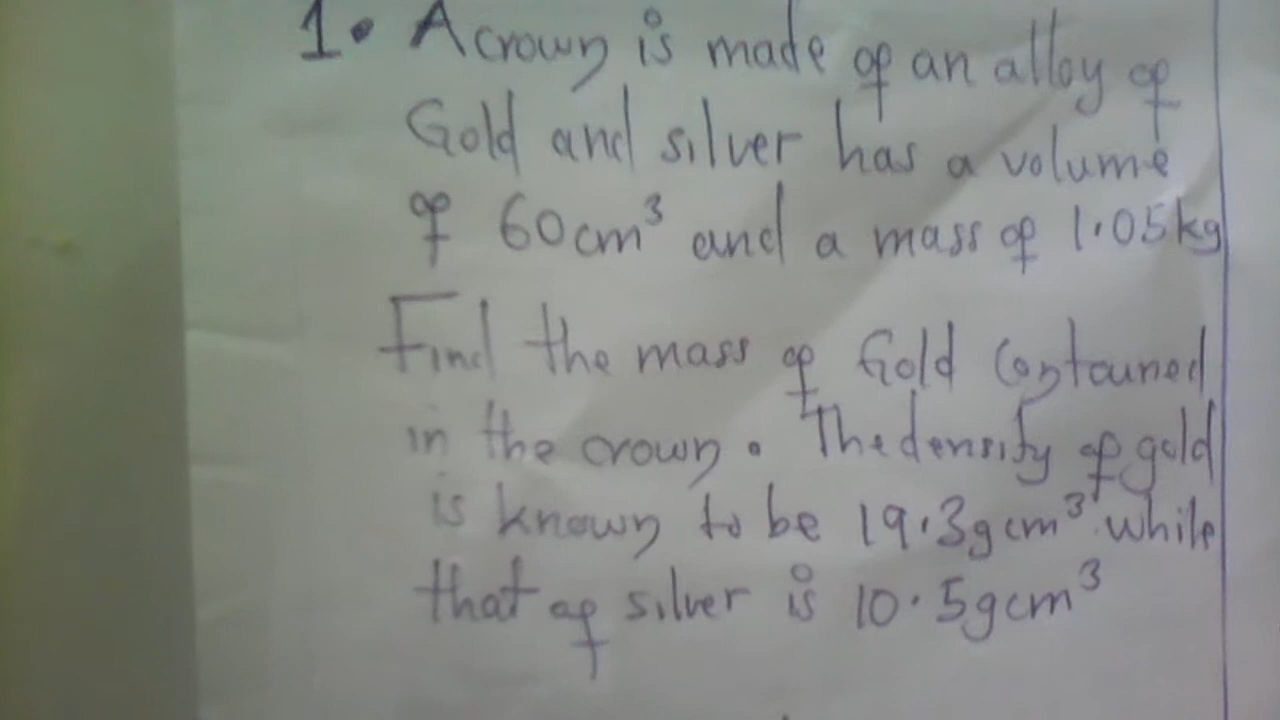 1. A crown is made of an alloy of
Gold and silver has a volume
of 60cm³ and a mass of 1.05kg
Find the mass of Gold Contained
in the crown. The density of gold
is known to be 19.3gcm³ while
that of silver is 10.5gcm³